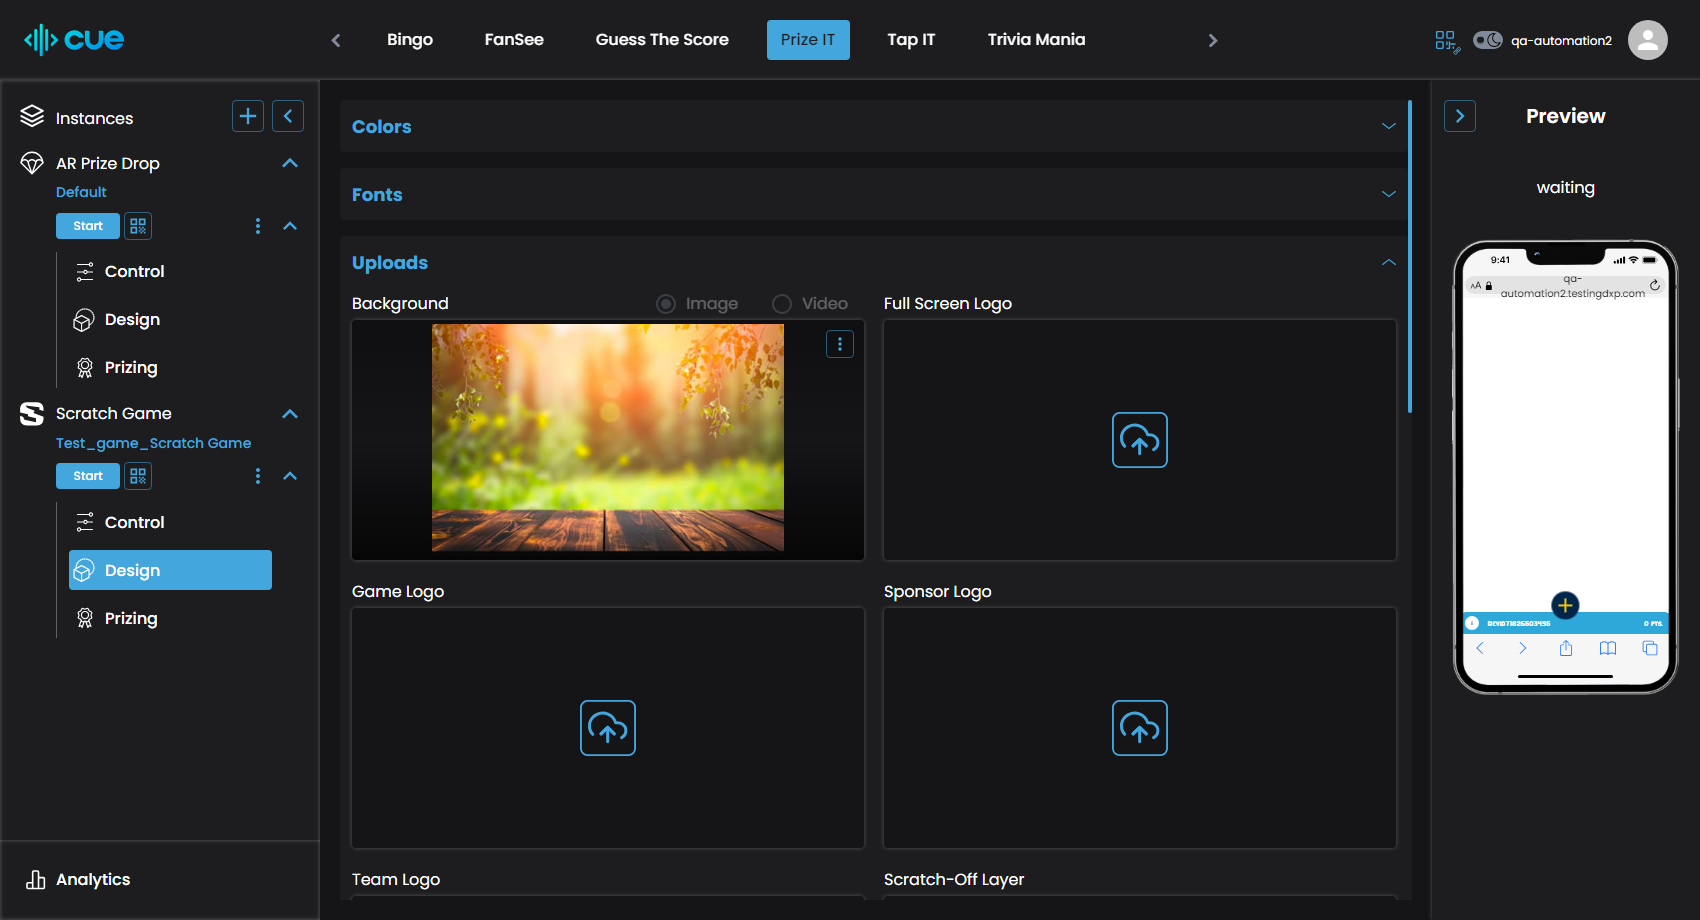 cue
Bingo
FanSee
Guess The Score
Prize IT
Tap IT
Trivia Mania
qa-automation2
Instances
AR Prize Drop
Default
Start
Control
Design
Prizing
Scratch Game
Test_game_Scratch Game
Start
Control
Design
Prizing
Analytics
Colors
Fonts
Uploads
Background
Image
Video
Full Screen Logo
Game Logo
Sponsor Logo
Team Logo
Scratch-Off Layer
Preview
waiting
9:41
AA
qa-
automation2.testingdxp.com
0 PTS.